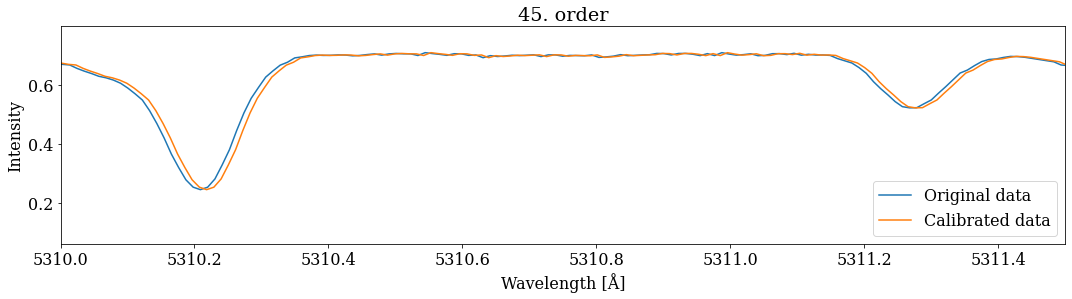 45. order
Intensity
0.6
0.4
0.2
Original data
Calibrated data
5310.0 5310.2 5310.4 5310.6 5310.8 5311.0 5311.2 5311.4
Wavelength [Å]